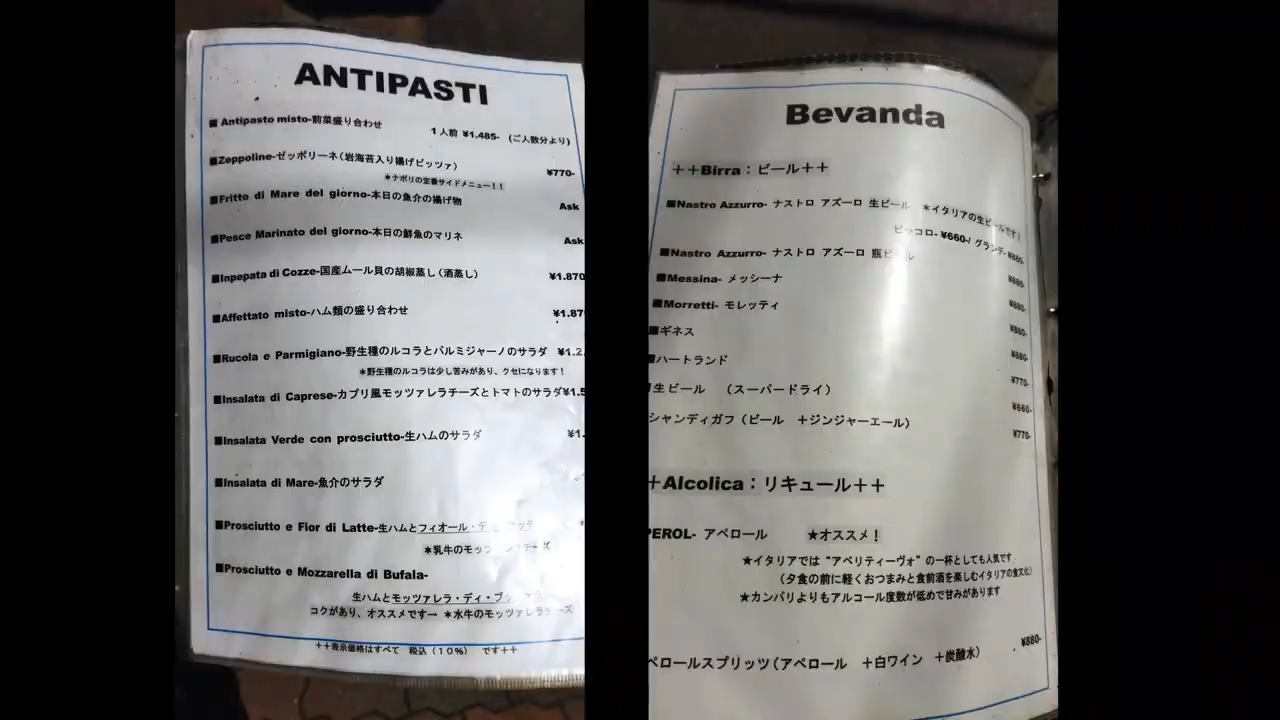 ANTIPASTI
■Antipasto misto-前菜盛り合わせ
1人前 ¥1.485- (ご人数分より)
■Zeppoline-ゼッポリーネ(岩海苔入り揚げピッツァ) ¥770-
＊ナポリの定番サイドメニュー！！
■Fritto di Mare del giorno-本日の魚介の揚げ物 Ask
■Pesce Marinato del giorno-本日の鮮魚のマリネ Ask
■Inpepata di Cozze-国産ムール貝の胡椒蒸し(酒蒸し) ¥1.870
■Affettato misto-ハム類の盛り合わせ ¥1.87
■Rucola e Parmigiano-野生種のルコラとパルミジャーノのサラダ ¥1.2
＊野生種のルコラは少し苦みがあり、クセになります！
■Insalata di Caprese-カプリ風モッツァレラチーズとトマトのサラダ¥1.5
■Insalata Verde con prosciutto-生ハムのサラダ ¥1.
■Insalata di Mare-魚介のサラダ
■Prosciutto e Fior di Latte-生ハムとフィオール・デ
＊乳牛のモッツ
■Prosciutto e Mozzarella di Bufala-
生ハムとモッツァレラ・ディ・ブ
コクがあり、オススメです→ ＊水牛のモッツァレラチーズ
++表示価格はすべて 税込(10%) です++
Bevanda
++Birra：ビール++
■Nastro Azzurro- ナストロ アズーロ 生ビール ＊イタリアの生ビールです！
ピッコロ- ¥660-/ グランデ- ¥880-
■Nastro Azzurro- ナストロ アズーロ 瓶ビール ¥880-
■Messina- メッシーナ ¥880-
■Morretti- モレッティ ¥880-
■ギネス ¥880-
■ハートランド ¥770-
生ビール (スーパードライ) ¥660-
シャンディガフ(ビール +ジンジャーエール) ¥770-
+Alcolica：リキュール++
PEROL- アペロール ★オススメ！
★イタリアでは“アペリティーヴォ”の一杯としても人気です
(夕食の前に軽くおつまみと食前酒を楽しむイタリアの食文化)
★カンパリよりもアルコール度数が低めで甘みがあります
¥880-
ペロールスプリッツ(アペロール +白ワイン +炭酸水)